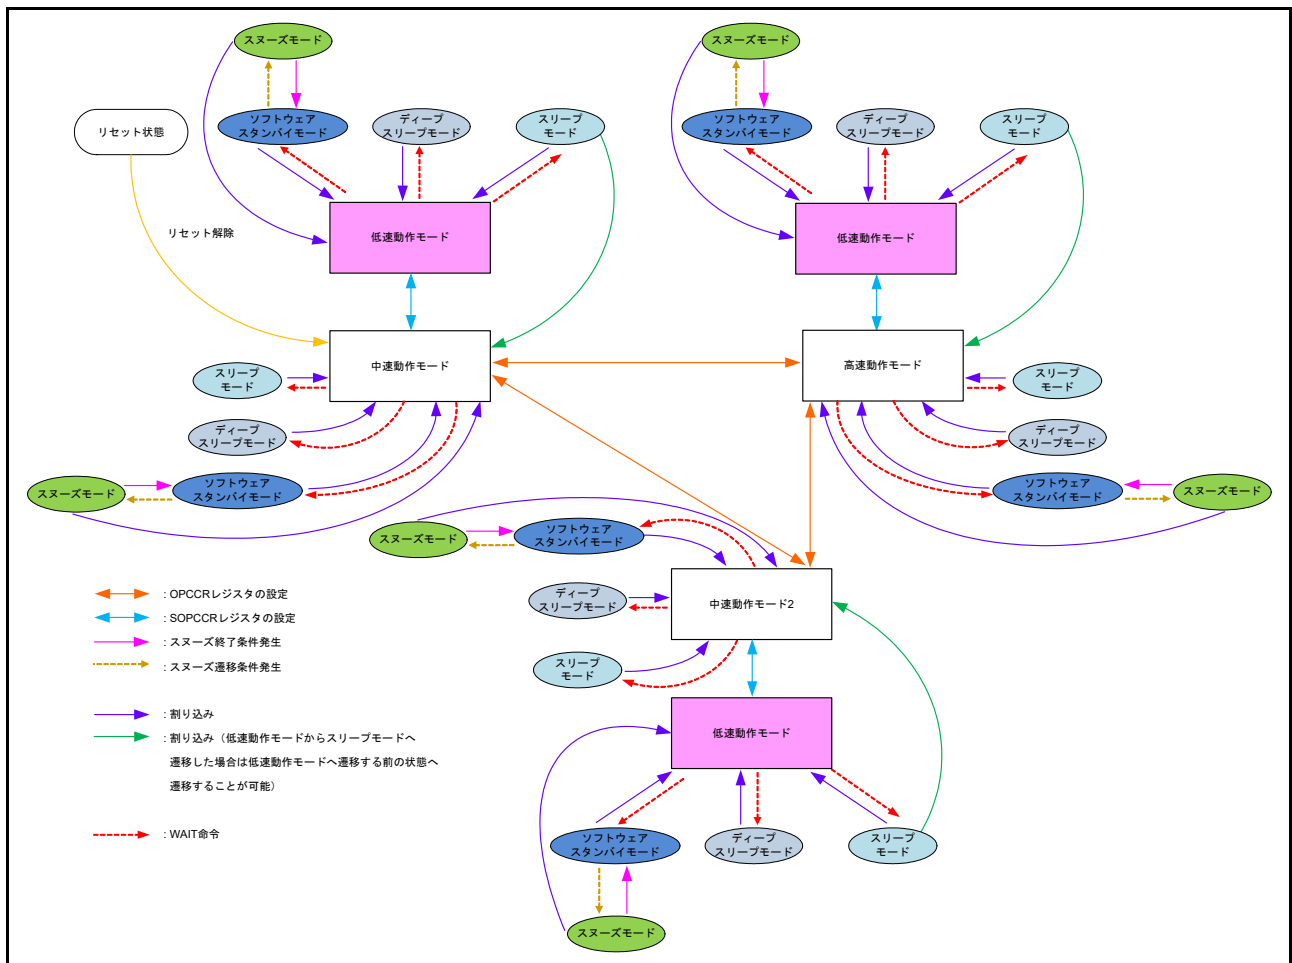 スヌーズモード
スヌーズモード
ソフトウェア
スタンバイモード
ディープ
スリープモード
スリープ
モード
ソフトウェア
スタンバイモード
ディープ
スリープモード
スリープ
モード
リセット状態
リセット解除
低速動作モード
低速動作モード
中速動作モード
高速動作モード
スリープ
モード
スリープ
モード
ディープ
スリープモード
ディープ
スリープモード
スヌーズモード
ソフトウェア
スタンバイモード
ソフトウェア
スタンバイモード
スヌーズモード
スヌーズモード
ソフトウェア
スタンバイモード
ディープ
スリープモード
中速動作モード2
スリープ
モード
低速動作モード
ソフトウェア
スタンバイモード
ディープ
スリープモード
スリープ
モード
スヌーズモード
: OPCCRレジスタの設定
: SOPCCRレジスタの設定
: スヌーズ終了条件発生
: スヌーズ遷移条件発生
: 割り込み
: 割り込み（低速動作モードからスリープモードへ
遷移した場合は低速動作モードへ遷移する前の状態へ
遷移することが可能）
: WAIT命令